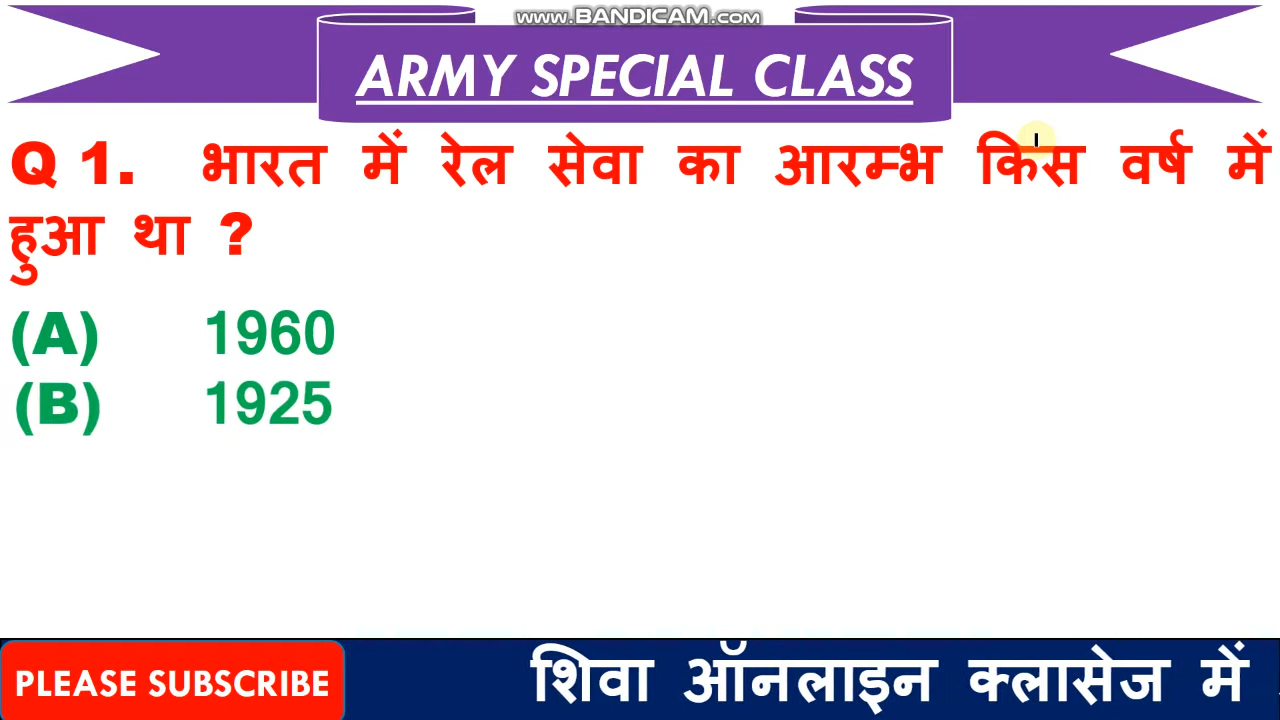 www.BANDICAM.com
ARMY SPECIAL CLASS
Q 1. भारत में रेल सेवा का आरम्भ किस वर्ष में
हुआ था ?
(A) 1960
(B) 1925
PLEASE SUBSCRIBE
शिवा ऑनलाइन क्लासेज में